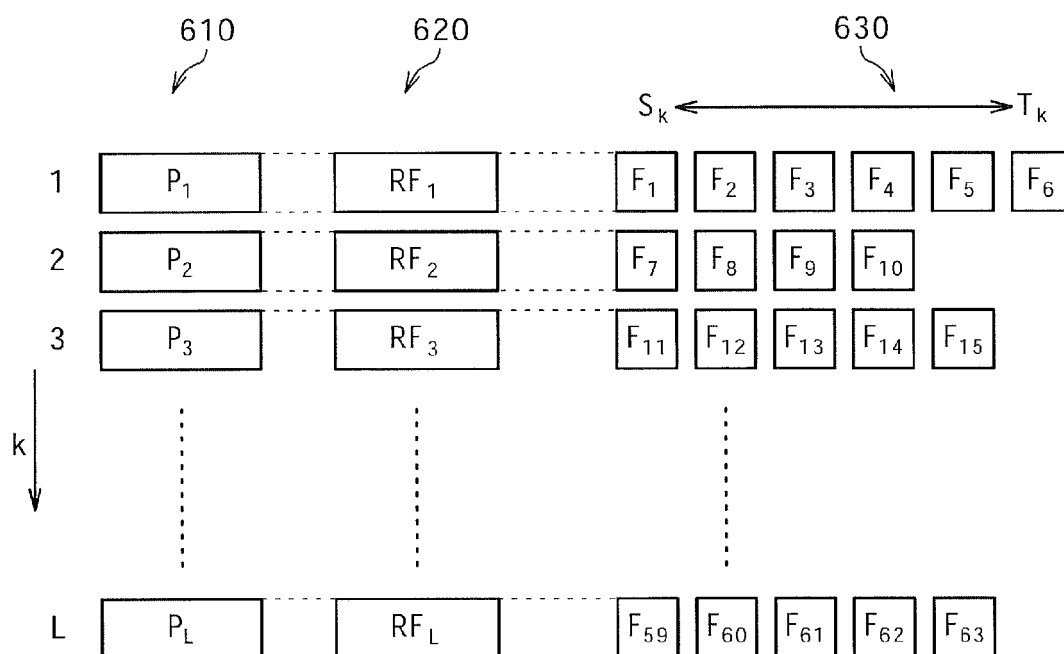 610 620 630
S_k T_k
1 P_1 RF_1 F_1 F_2 F_3 F_4 F_5 F_6
2 P_2 RF_2 F_7 F_8 F_9 F_10
3 P_3 RF_3 F_11 F_12 F_13 F_14 F_15
k
L P_L RF_L F_59 F_60 F_61 F_62 F_63